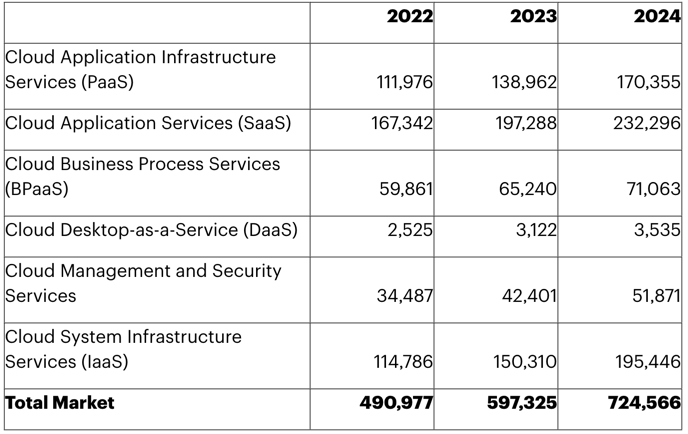 2022 2023 2024
Cloud Application Infrastructure
Services (PaaS) 111,976 138,962 170,355
Cloud Application Services (SaaS) 167,342 197,288 232,296
Cloud Business Process Services
(BPaaS) 59,861 65,240 71,063
Cloud Desktop-as-a-Service (DaaS) 2,525 3,122 3,535
Cloud Management and Security
Services 34,487 42,401 51,871
Cloud System Infrastructure
Services (IaaS) 114,786 150,310 195,446
Total Market 490,977 597,325 724,566